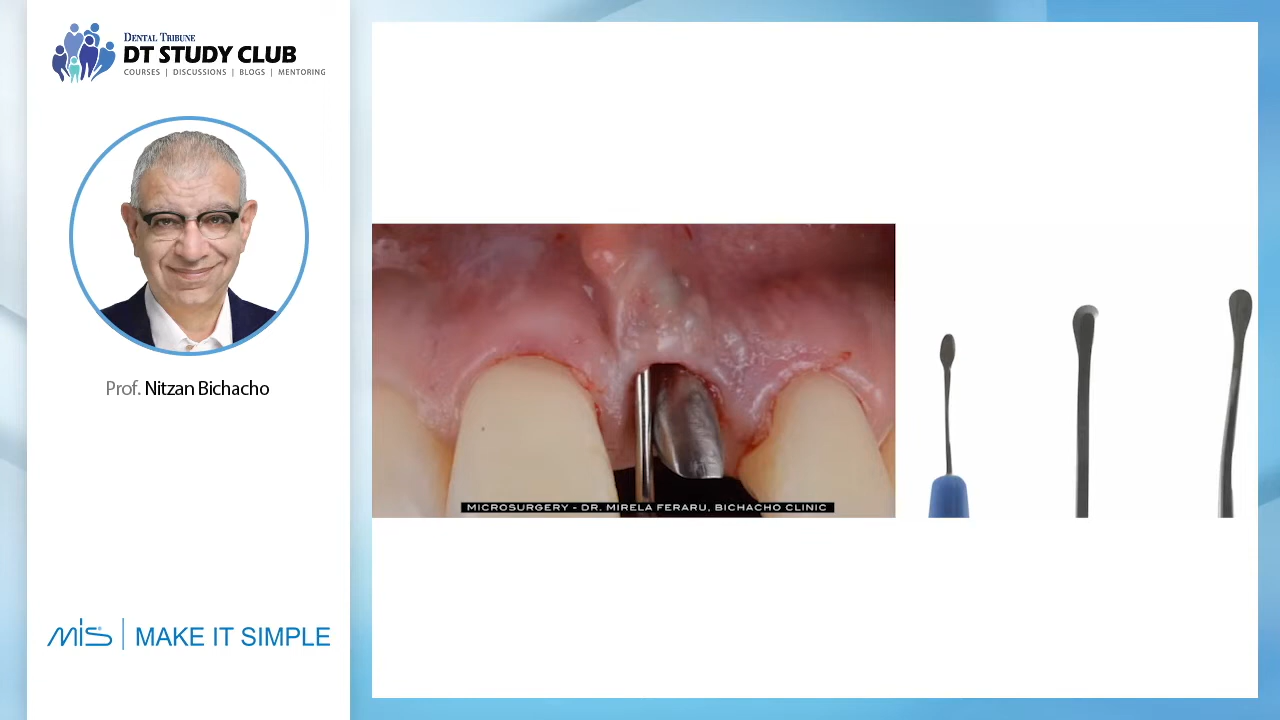 DENTAL TRIBUNE
DT STUDY CLUB
COURSES | DISCUSSIONS | BLOGS | MENTORING
Prof. Nitzan Bichacho
MIS® | MAKE IT SIMPLE
MICROSURGERY - DR. MIRELA FERARU, BICHACHO CLINIC